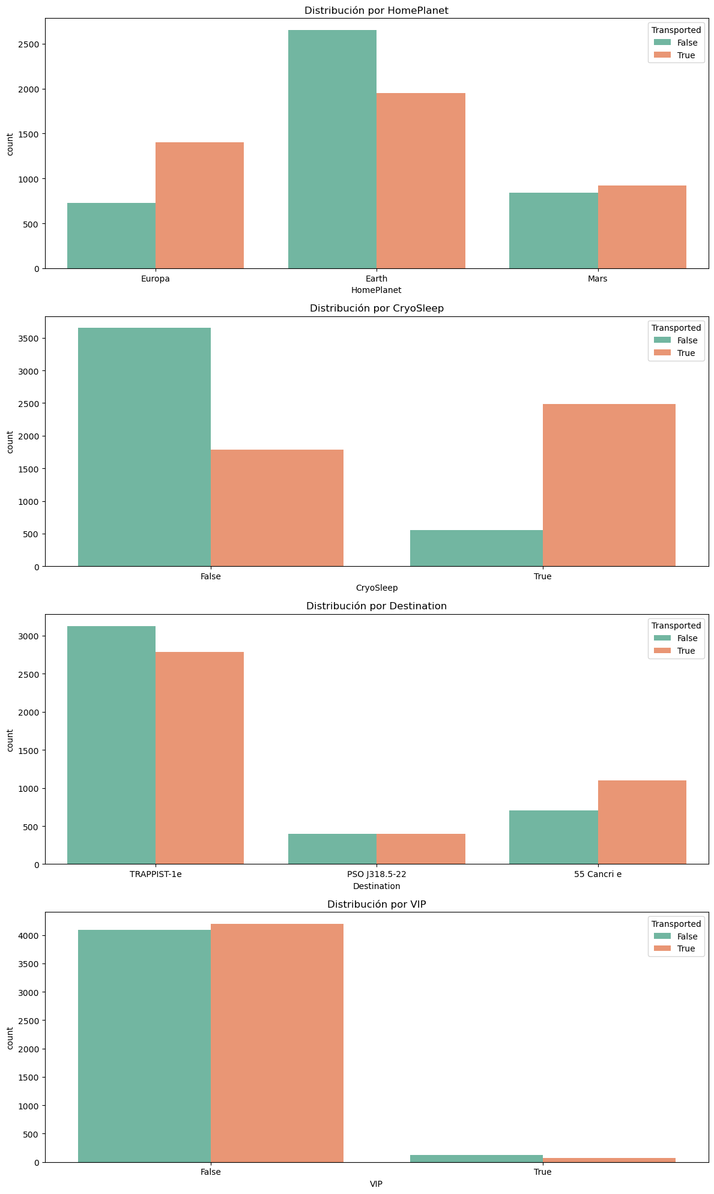 Distribución por HomePlanet
Transported
False
True
count
0
500
1000
1500
2000
2500
Europa
Earth
Mars
HomePlanet
Distribución por CryoSleep
Transported
False
True
count
0
500
1000
1500
2000
2500
3000
3500
False
True
CryoSleep
Distribución por Destination
Transported
False
True
count
0
500
1000
1500
2000
2500
3000
TRAPPIST-1e
PSO J318.5-22
55 Cancri e
Destination
Distribución por VIP
Transported
False
True
count
0
500
1000
1500
2000
2500
3000
3500
4000
False
True
VIP